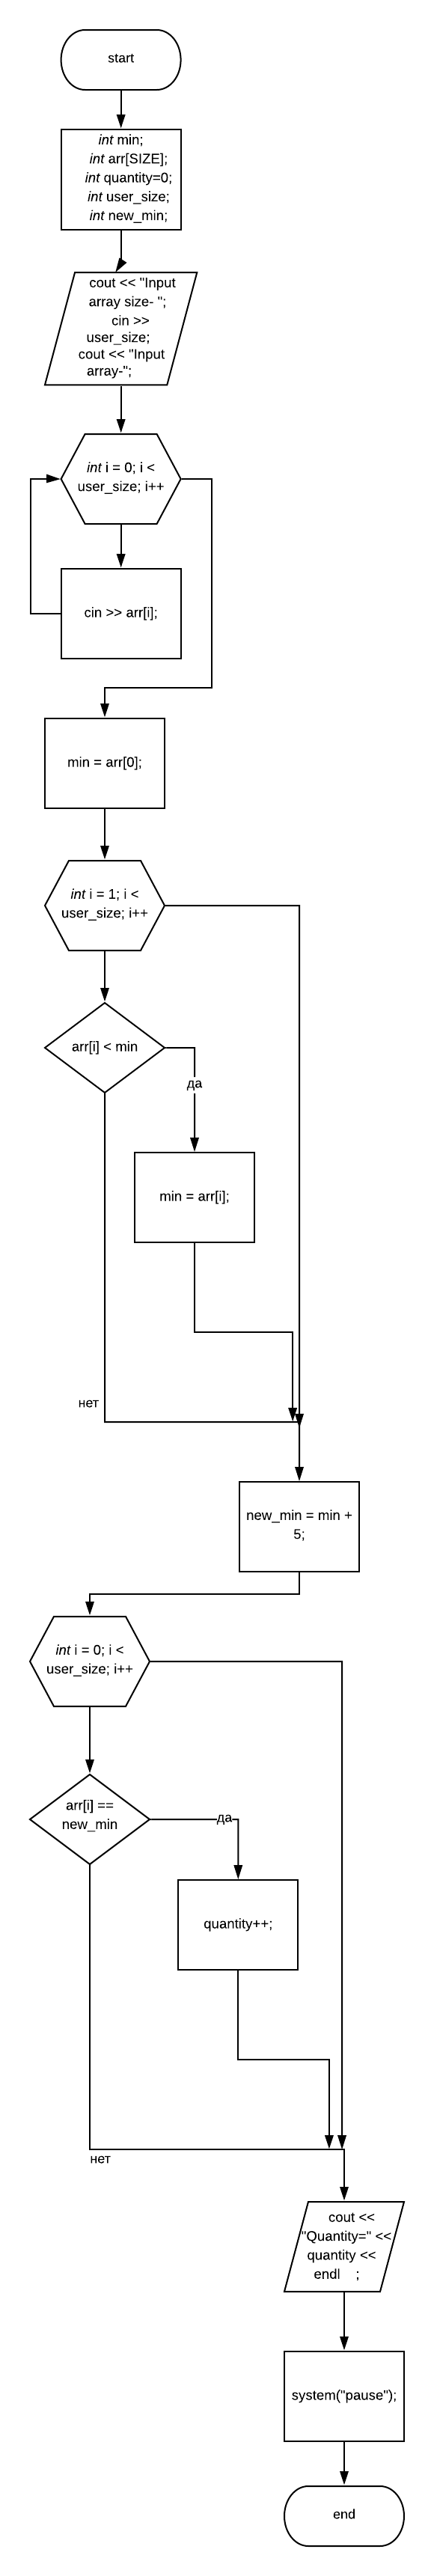 start
int min;
int arr[SIZE];
int quantity=0;
int user_size;
int new_min;
cout << "Input
array size- ";
cin >>
user_size;
cout << "Input
array-";
int i = 0; i <
user_size; i++
cin >> arr[i];
min = arr[0];
int i = 1; i <
user_size; i++
arr[i] < min
да
min = arr[i];
нет
new_min = min +
5;
int i = 0; i <
user_size; i++
arr[i] ==
new_min
да
quantity++;
нет
cout <<
"Quantity=" <<
quantity <<
endl ;
system("pause");
end